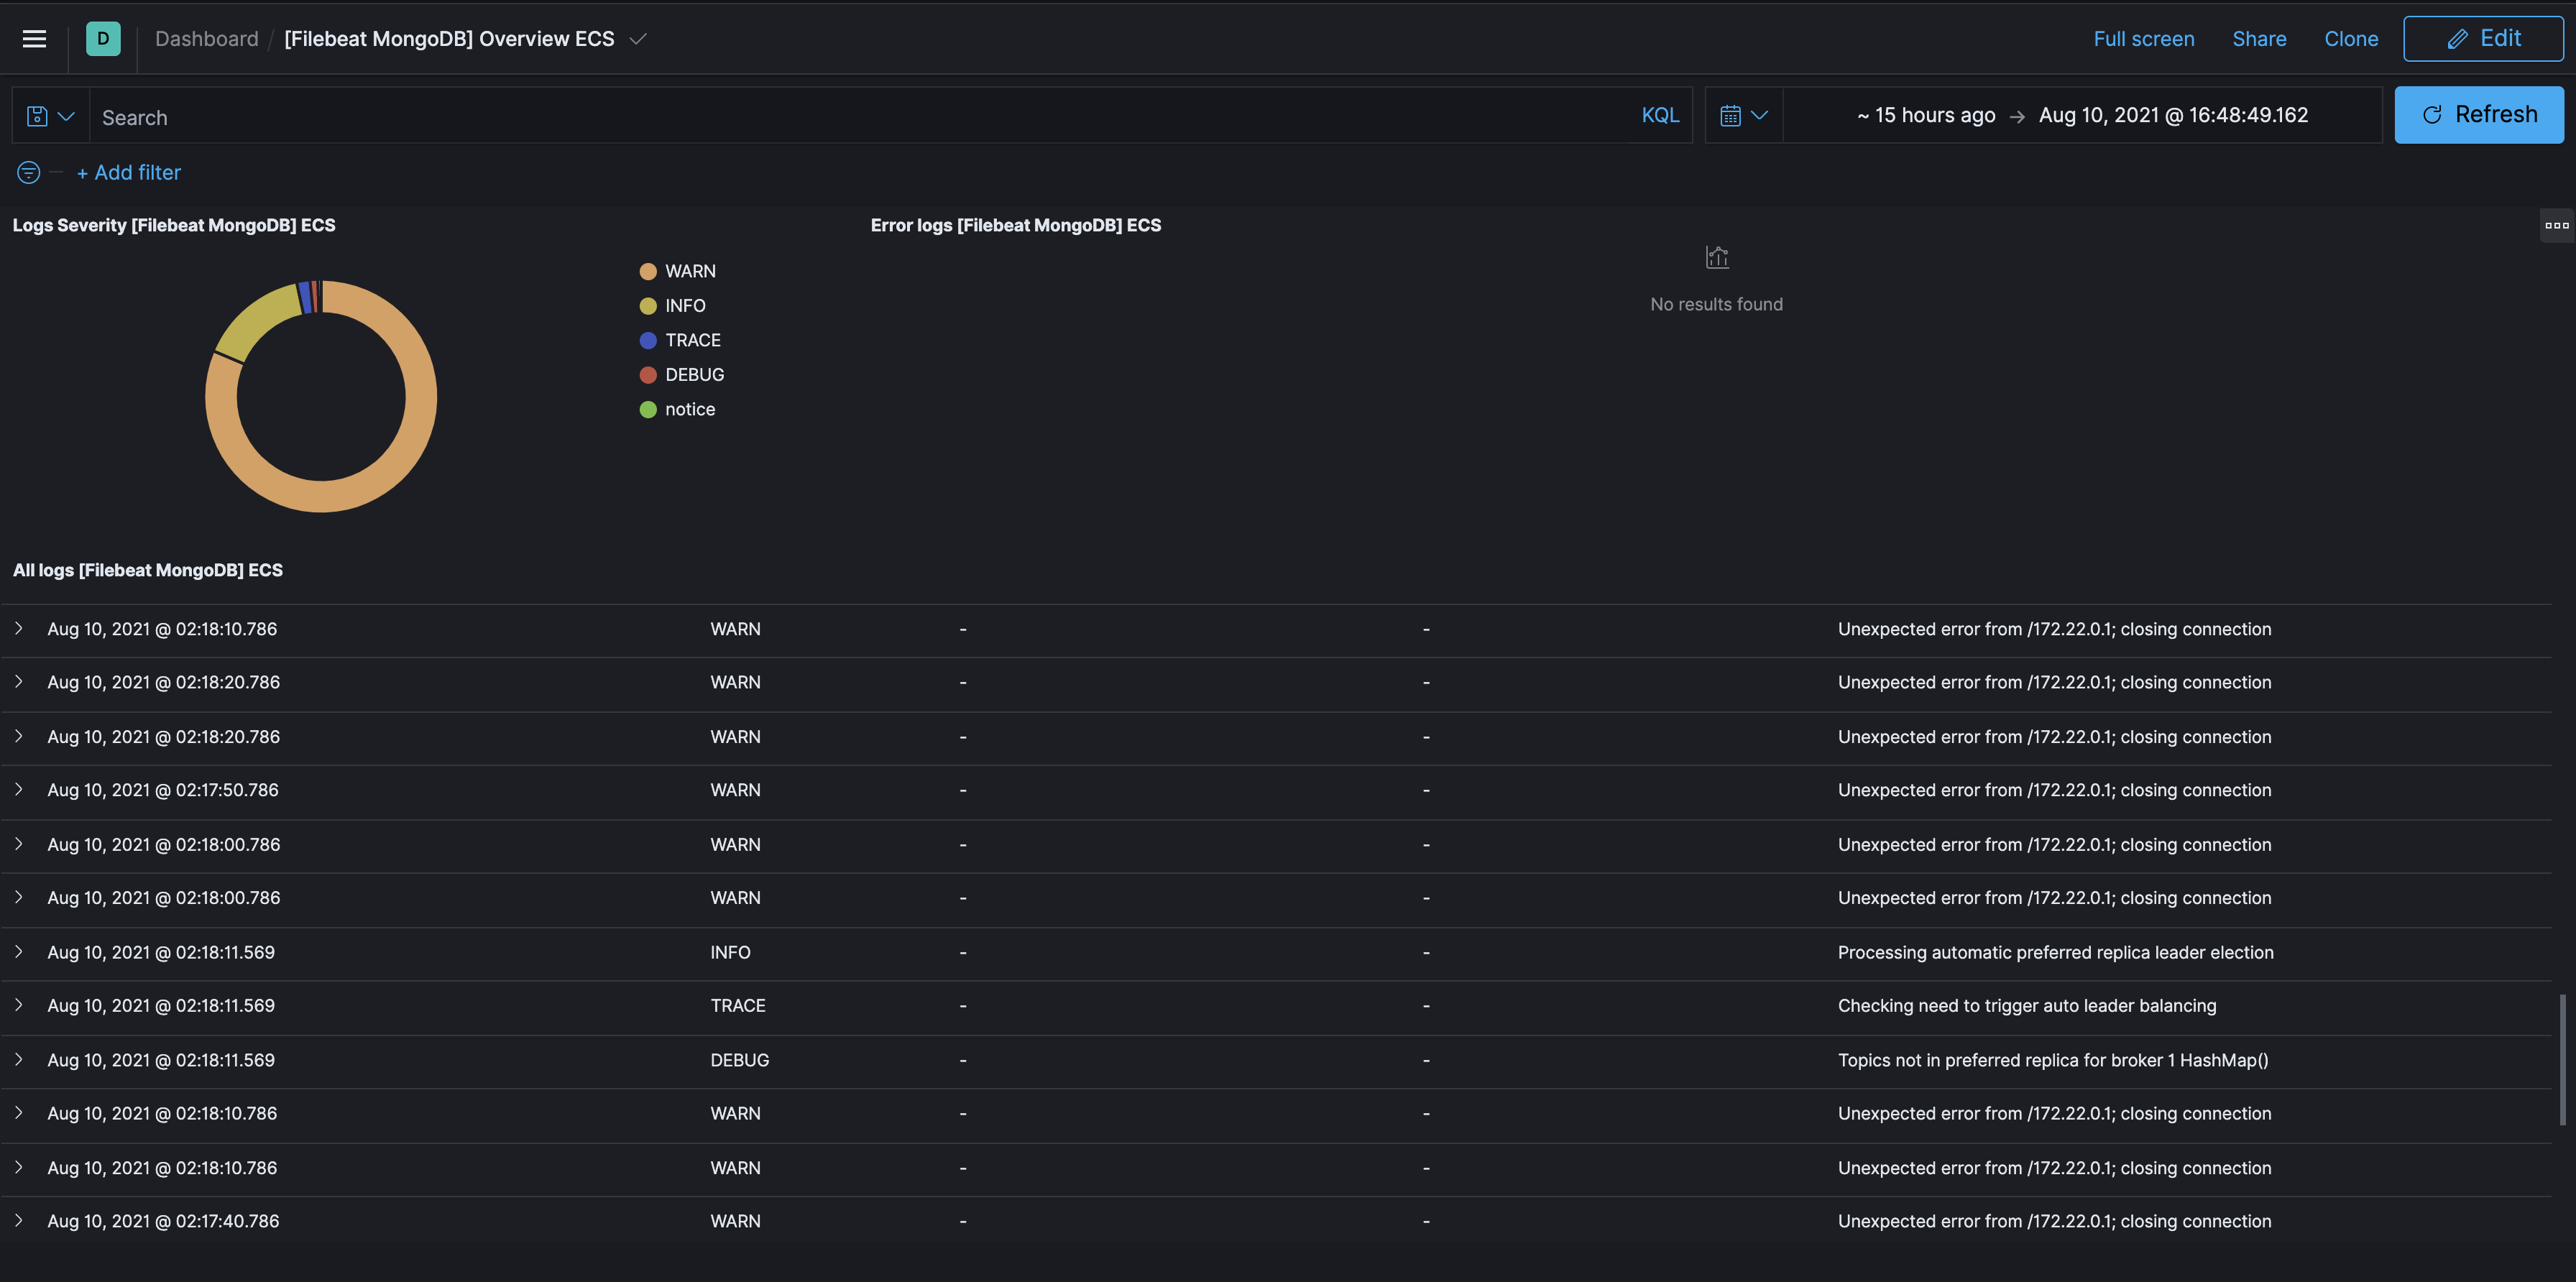 D Dashboard / [Filebeat MongoDB] Overview ECS Full screen Share Clone Edit
Search KQL ~ 15 hours ago → Aug 10, 2021 @ 16:48:49.162 Refresh
+ Add filter
Logs Severity [Filebeat MongoDB] ECS
WARN
INFO
TRACE
DEBUG
notice
Error logs [Filebeat MongoDB] ECS
No results found
All logs [Filebeat MongoDB] ECS
Aug 10, 2021 @ 02:18:10.786 WARN - - Unexpected error from /172.22.0.1; closing connection
Aug 10, 2021 @ 02:18:20.786 WARN - - Unexpected error from /172.22.0.1; closing connection
Aug 10, 2021 @ 02:18:20.786 WARN - - Unexpected error from /172.22.0.1; closing connection
Aug 10, 2021 @ 02:17:50.786 WARN - - Unexpected error from /172.22.0.1; closing connection
Aug 10, 2021 @ 02:18:00.786 WARN - - Unexpected error from /172.22.0.1; closing connection
Aug 10, 2021 @ 02:18:00.786 WARN - - Unexpected error from /172.22.0.1; closing connection
Aug 10, 2021 @ 02:18:11.569 INFO - - Processing automatic preferred replica leader election
Aug 10, 2021 @ 02:18:11.569 TRACE - - Checking need to trigger auto leader balancing
Aug 10, 2021 @ 02:18:11.569 DEBUG - - Topics not in preferred replica for broker 1 HashMap()
Aug 10, 2021 @ 02:18:10.786 WARN - - Unexpected error from /172.22.0.1; closing connection
Aug 10, 2021 @ 02:18:10.786 WARN - - Unexpected error from /172.22.0.1; closing connection
Aug 10, 2021 @ 02:17:40.786 WARN - - Unexpected error from /172.22.0.1; closing connection